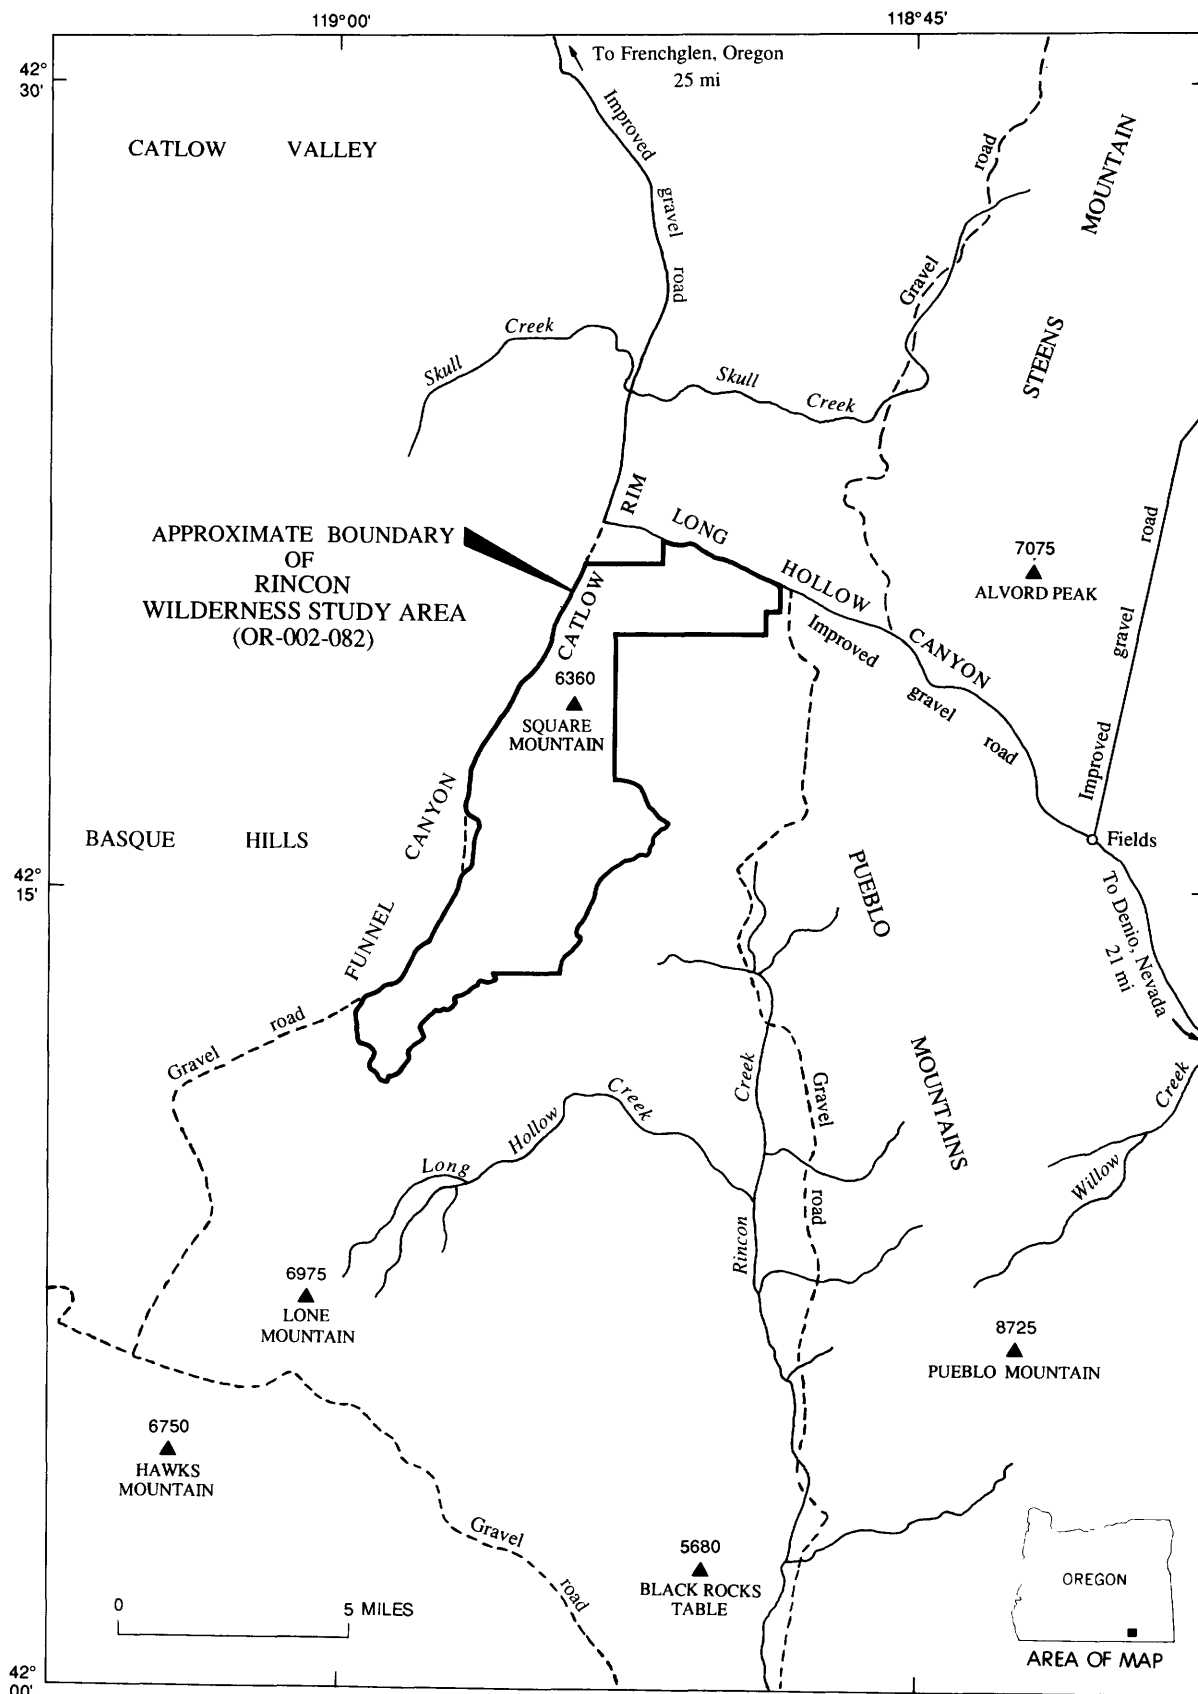 119°00'
118°45'
42°
30'
To Frenchglen, Oregon
25 mi
CATLOW VALLEY
Improved gravel road
Gravel road
STEENS MOUNTAIN
Skull Creek
Skull Creek
RIM
LONG HOLLOW CANYON
CATLOW
APPROXIMATE BOUNDARY
OF
RINCON
WILDERNESS STUDY AREA
(OR-002-082)
7075
ALVORD PEAK
Improved gravel road
Improved gravel road
6360
SQUARE
MOUNTAIN
FUNNEL CANYON
BASQUE HILLS
Fields
42°
15'
PUEBLO MOUNTAINS
To Denio, Nevada
21 mi
Gravel road
Long Hollow Creek
Rincon Creek
Gravel road
Willow Creek
6975
LONE
MOUNTAIN
8725
PUEBLO MOUNTAIN
6750
HAWKS
MOUNTAIN
Gravel road
5680
BLACK ROCKS
TABLE
0 5 MILES
OREGON
AREA OF MAP
42°
00'